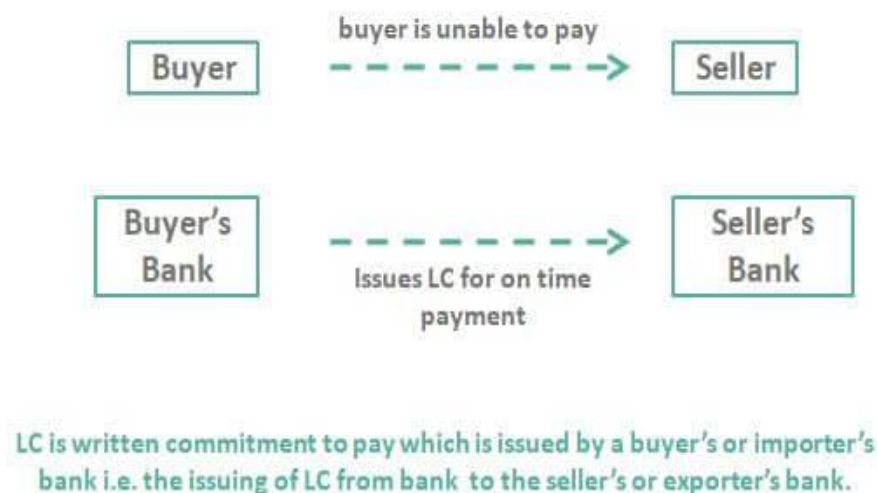 buyer is unable to pay
Buyer
Seller
Buyer's
Bank
Seller's
Bank
Issues LC for on time
payment
LC is written commitment to pay which is issued by a buyer's or importer's
bank i.e. the issuing of LC from bank to the seller's or exporter's bank.